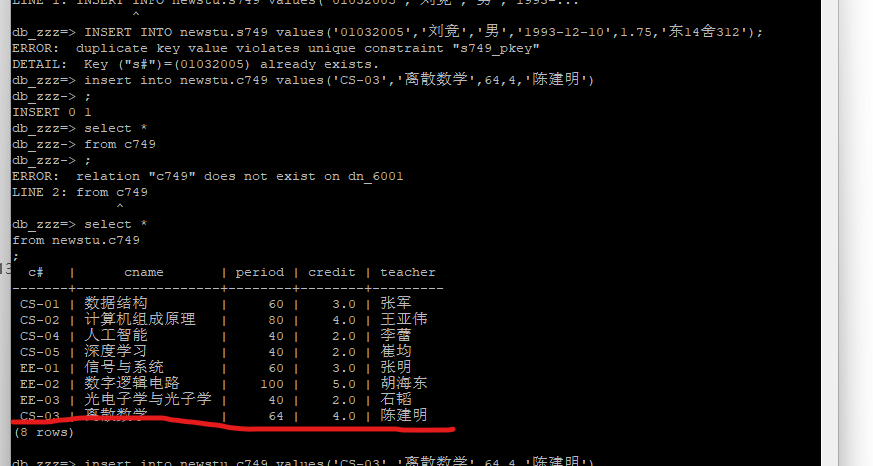 LINE 1: INSERT INFO newstu.s749 values('01032005','刘竟','男','1993-...
^
db_zzz=> INSERT INTO newstu.s749 values('01032005','刘竟','男','1993-12-10',1.75,'东14舍312');
ERROR:  duplicate key value violates unique constraint "s749_pkey"
DETAIL:  Key ("s#")=(01032005) already exists.
db_zzz=> insert into newstu.c749 values('CS-03','离散数学',64,4,'陈建明')
db_zzz-> ;
INSERT 0 1
db_zzz=> select *
db_zzz-> from c749
db_zzz-> ;
ERROR:  relation "c749" does not exist on dn_6001
LINE 2: from c749
^
db_zzz=> select *
from newstu.c749
;
13
c#   |      cname       | period | credit | teacher
-------+------------------+--------+--------+---------
CS-01 | 数据结构         |     60 |    3.0 | 张军
CS-02 | 计算机组成原理   |     80 |    4.0 | 王亚伟
CS-04 | 人工智能         |     40 |    2.0 | 李蕾
CS-05 | 深度学习         |     40 |    2.0 | 崔均
EE-01 | 信号与系统       |     60 |    3.0 | 张明
EE-02 | 数字逻辑电路     |    100 |    5.0 | 胡海东
EE-03 | 光电子学与光子学 |     40 |    2.0 | 石韬
CS-03 | 离散数学         |     64 |    4.0 | 陈建明
(8 rows)
db_zzz=> insert into newstu.c749 values('CS-03','离散数学',64,4,'陈建明')